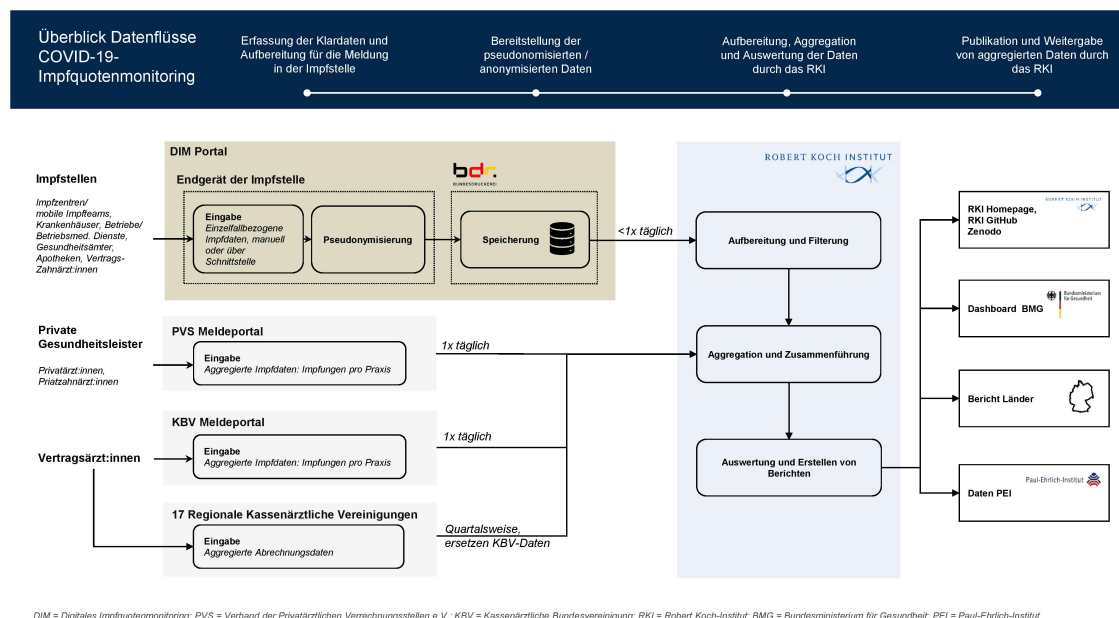 Überblick Datenflüsse
COVID-19-
Impfquotenmonitoring
Erfassung der Klardaten und
Aufbereitung für die Meldung
in der Impfstelle
Bereitstellung der
pseudonomisierten /
anonymisierten Daten
Aufbereitung, Aggregation
und Auswertung der Daten
durch das RKI
Publikation und Weitergabe
von aggregierten Daten durch
das RKI
DIM Portal
Impfstellen
Impfzentren/
mobile Impfteams,
Krankenhäuser, Betriebe/
Betriebsmed. Dienste,
Gesundheitsämter,
Apotheken, Vertrags-
Zahnärzt:innen
Endgerät der Impfstelle
Eingabe
Einzelfallbezogene
Impfdaten, manuell
oder über
Schnittstelle
Pseudonymisierung
bdr.
BUNDESDRUCKEREI
Speicherung
<1x täglich
ROBERT KOCH INSTITUT
Aufbereitung und Filterung
Aggregation und Zusammenführung
Auswertung und Erstellen von
Berichten
Private
Gesundheitsleister
Privatärzt:innen,
Priatzahnärzt:innen
PVS Meldeportal
Eingabe
Aggregierte Impfdaten: Impfungen pro Praxis
1x täglich
Vertragsärzt:innen
KBV Meldeportal
Eingabe
Aggregierte Impfdaten: Impfungen pro Praxis
1x täglich
17 Regionale Kassenärztliche Vereinigungen
Eingabe
Aggregierte Abrechnungsdaten
Quartalsweise,
ersetzen KBV-Daten
RKI Homepage,
RKI GitHub
Zenodo
ROBERT KOCH INSTITUT
Dashboard BMG
Bundesministerium
für Gesundheit
Bericht Länder
Daten PEI
Paul-Ehrlich-Institut
DIM = Digitales Impfquotenmonitoring; PVS = Verband der Privatärztlichen Verrechnungsstellen e.V.; KBV = Kassenärztliche Bundesvereinigung; RKI = Robert Koch-Institut; BMG = Bundesministerium für Gesundheit; PEI = Paul-Ehrlich-Institut